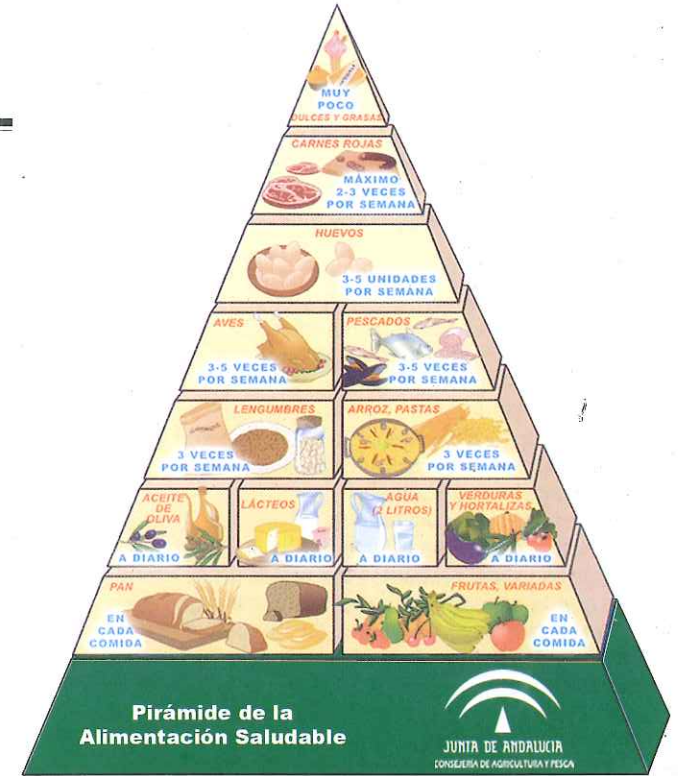 MUY
POCO
DULCES Y GRASAS
CARNES ROJAS
MÁXIMO
2-3 VECES
POR SEMANA
HUEVOS
3-5 UNIDADES
POR SEMANA
AVES
3-5 VECES
POR SEMANA
PESCADOS
3-5 VECES
POR SEMANA
LENGUMBRES
3 VECES
POR SEMANA
ARROZ, PASTAS
3 VECES
POR SEMANA
ACEITE
DE
OLIVA
A DIARIO
LÁCTEOS
A DIARIO
AGUA
(2 LITROS)
A DIARIO
VERDURAS
Y HORTALIZAS
A DIARIO
PAN
EN
CADA
COMIDA
FRUTAS, VARIADAS
EN
CADA
COMIDA
Pirámide de la
Alimentación Saludable
JUNTA DE ANDALUCIA
CONSEJERÍA DE AGRICULTURA Y PESCA